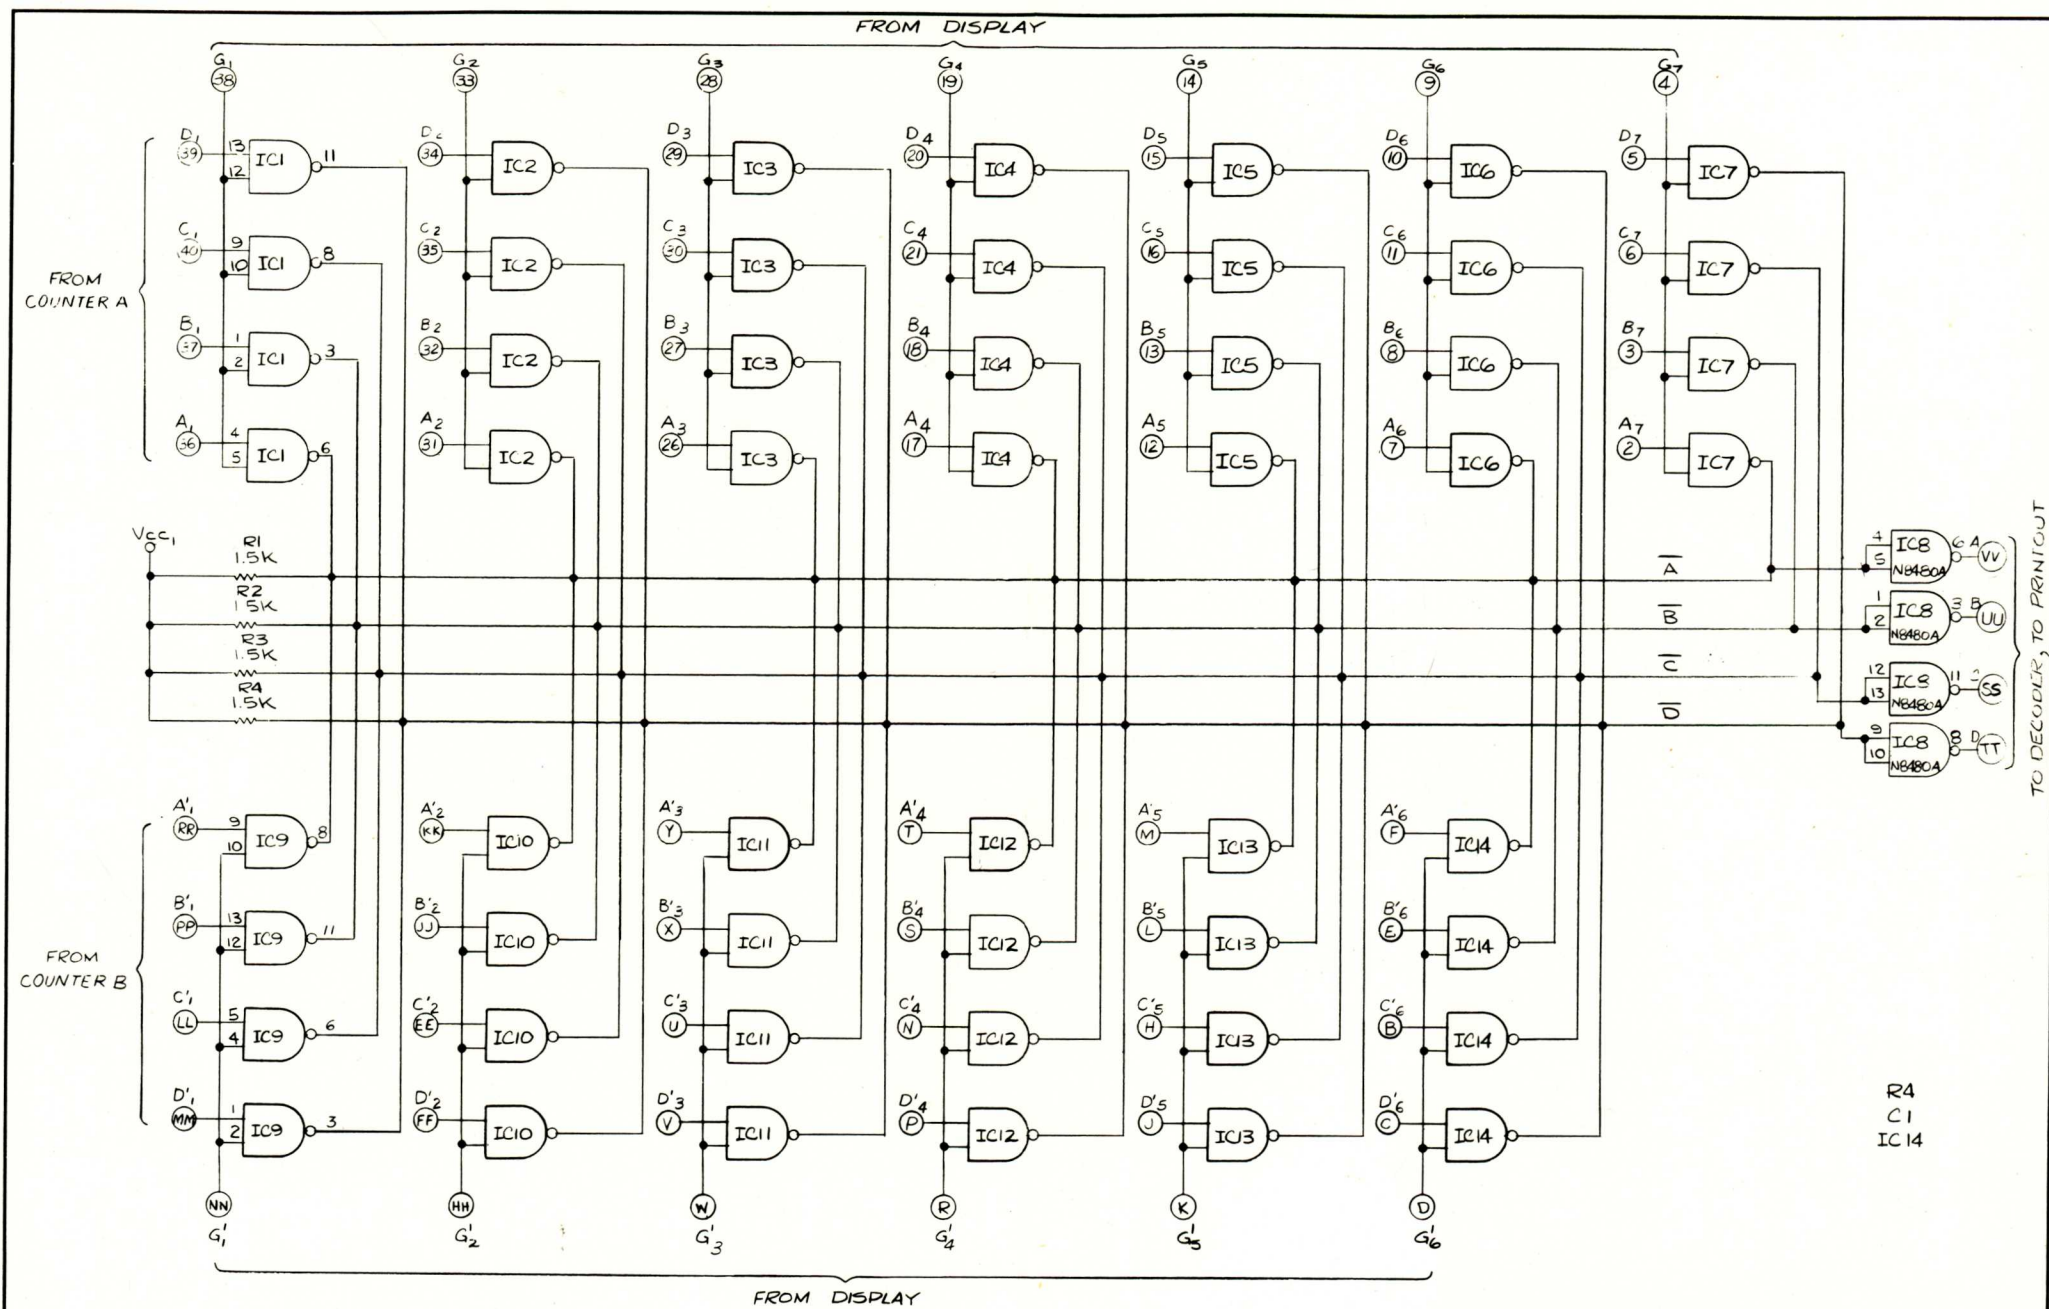 FROM DISPLAY
G1 G2 G3 G4 G5 G6 G7
38 33 28 19 14 9 4
D1 D2 D3 D4 D5 D6 D7
39 13 12 IC1 11 34 IC2 29 IC3 20 IC4 15 IC5 10 IC6 5 IC7
C1 C2 C3 C4 C5 C6 C7
40 9 10 IC1 8 35 IC2 30 IC3 21 IC4 16 IC5 11 IC6 6 IC7
FROM
COUNTER A
B1 B2 B3 B4 B5 B6 B7
37 1 2 IC1 3 32 IC2 27 IC3 18 IC4 13 IC5 8 IC6 3 IC7
A1 A2 A3 A4 A5 A6 A7
36 4 5 IC1 6 31 IC2 26 IC3 17 IC4 12 IC5 7 IC6 2 IC7
VCC1
R1
1.5K
R2
1.5K
R3
1.5K
R4
1.5K
A̅
B̅
C̅
D̅
4 5 IC8 N8480A 6 A VV
1 2 IC8 N8480A 3 B UU
12 13 IC8 N8480A 11 SS
9 10 IC8 N8480A 8 D TT
TO DECODER, TO PRINTOUT
A'1 A'2 A'3 A'4 A'5 A'6
RR 9 10 IC9 8 KK IC10 Y IC11 T IC12 M IC13 F IC14
B'1 B'2 B'3 B'4 B'5 B'6
PP 13 12 IC9 11 JJ IC10 X IC11 S IC12 L IC13 E IC14
FROM
COUNTER B
C'1 C'2 C'3 C'4 C'5 C'6
LL 5 4 IC9 6 EE IC10 U IC11 N IC12 H IC13 B IC14
D'1 D'2 D'3 D'4 D'5 D'6
MM 1 2 IC9 3 FF IC10 V IC11 P IC12 J IC13 C IC14
NN HH W R K D
G'1 G'2 G'3 G'4 G'5 G'6
FROM DISPLAY
R4
C1
IC14